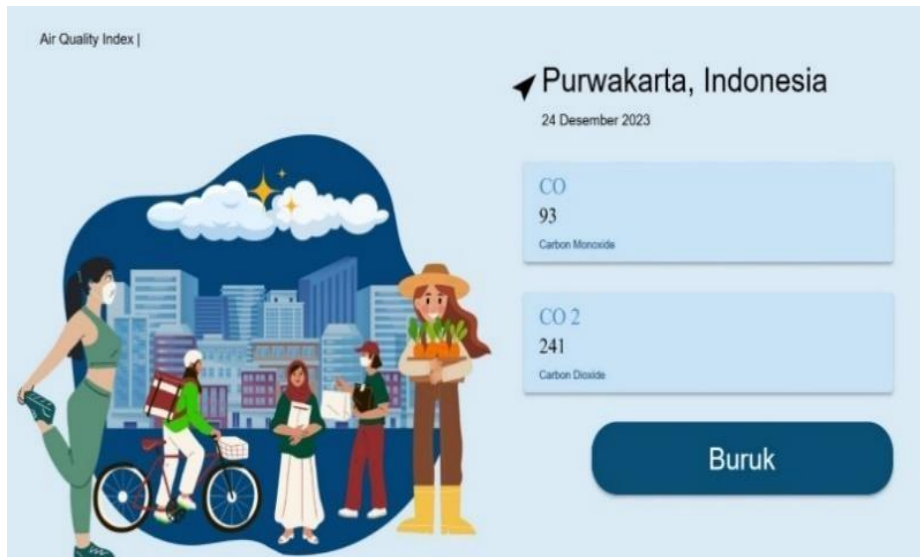 Air Quality Index |
Purwakarta, Indonesia
24 Desember 2023
CO
93
Carbon Monoxide
CO 2
241
Carbon Dioxide
Buruk